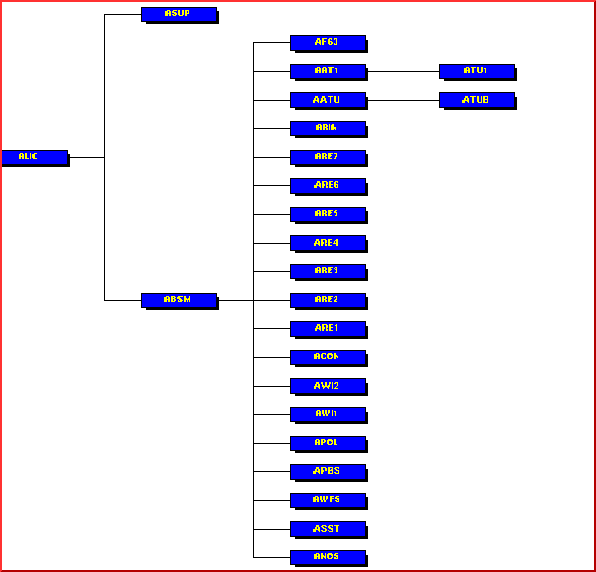 ASUP
AF63
AAT1 ATU1
AATU ATUB
ARI6
ALIC ARE7
ARE6
ARE5
ARE4
ARE3
ABSM ARE2
ARE1
ACON
AWI2
AWI1
APOL
APBS
AWFS
ASST